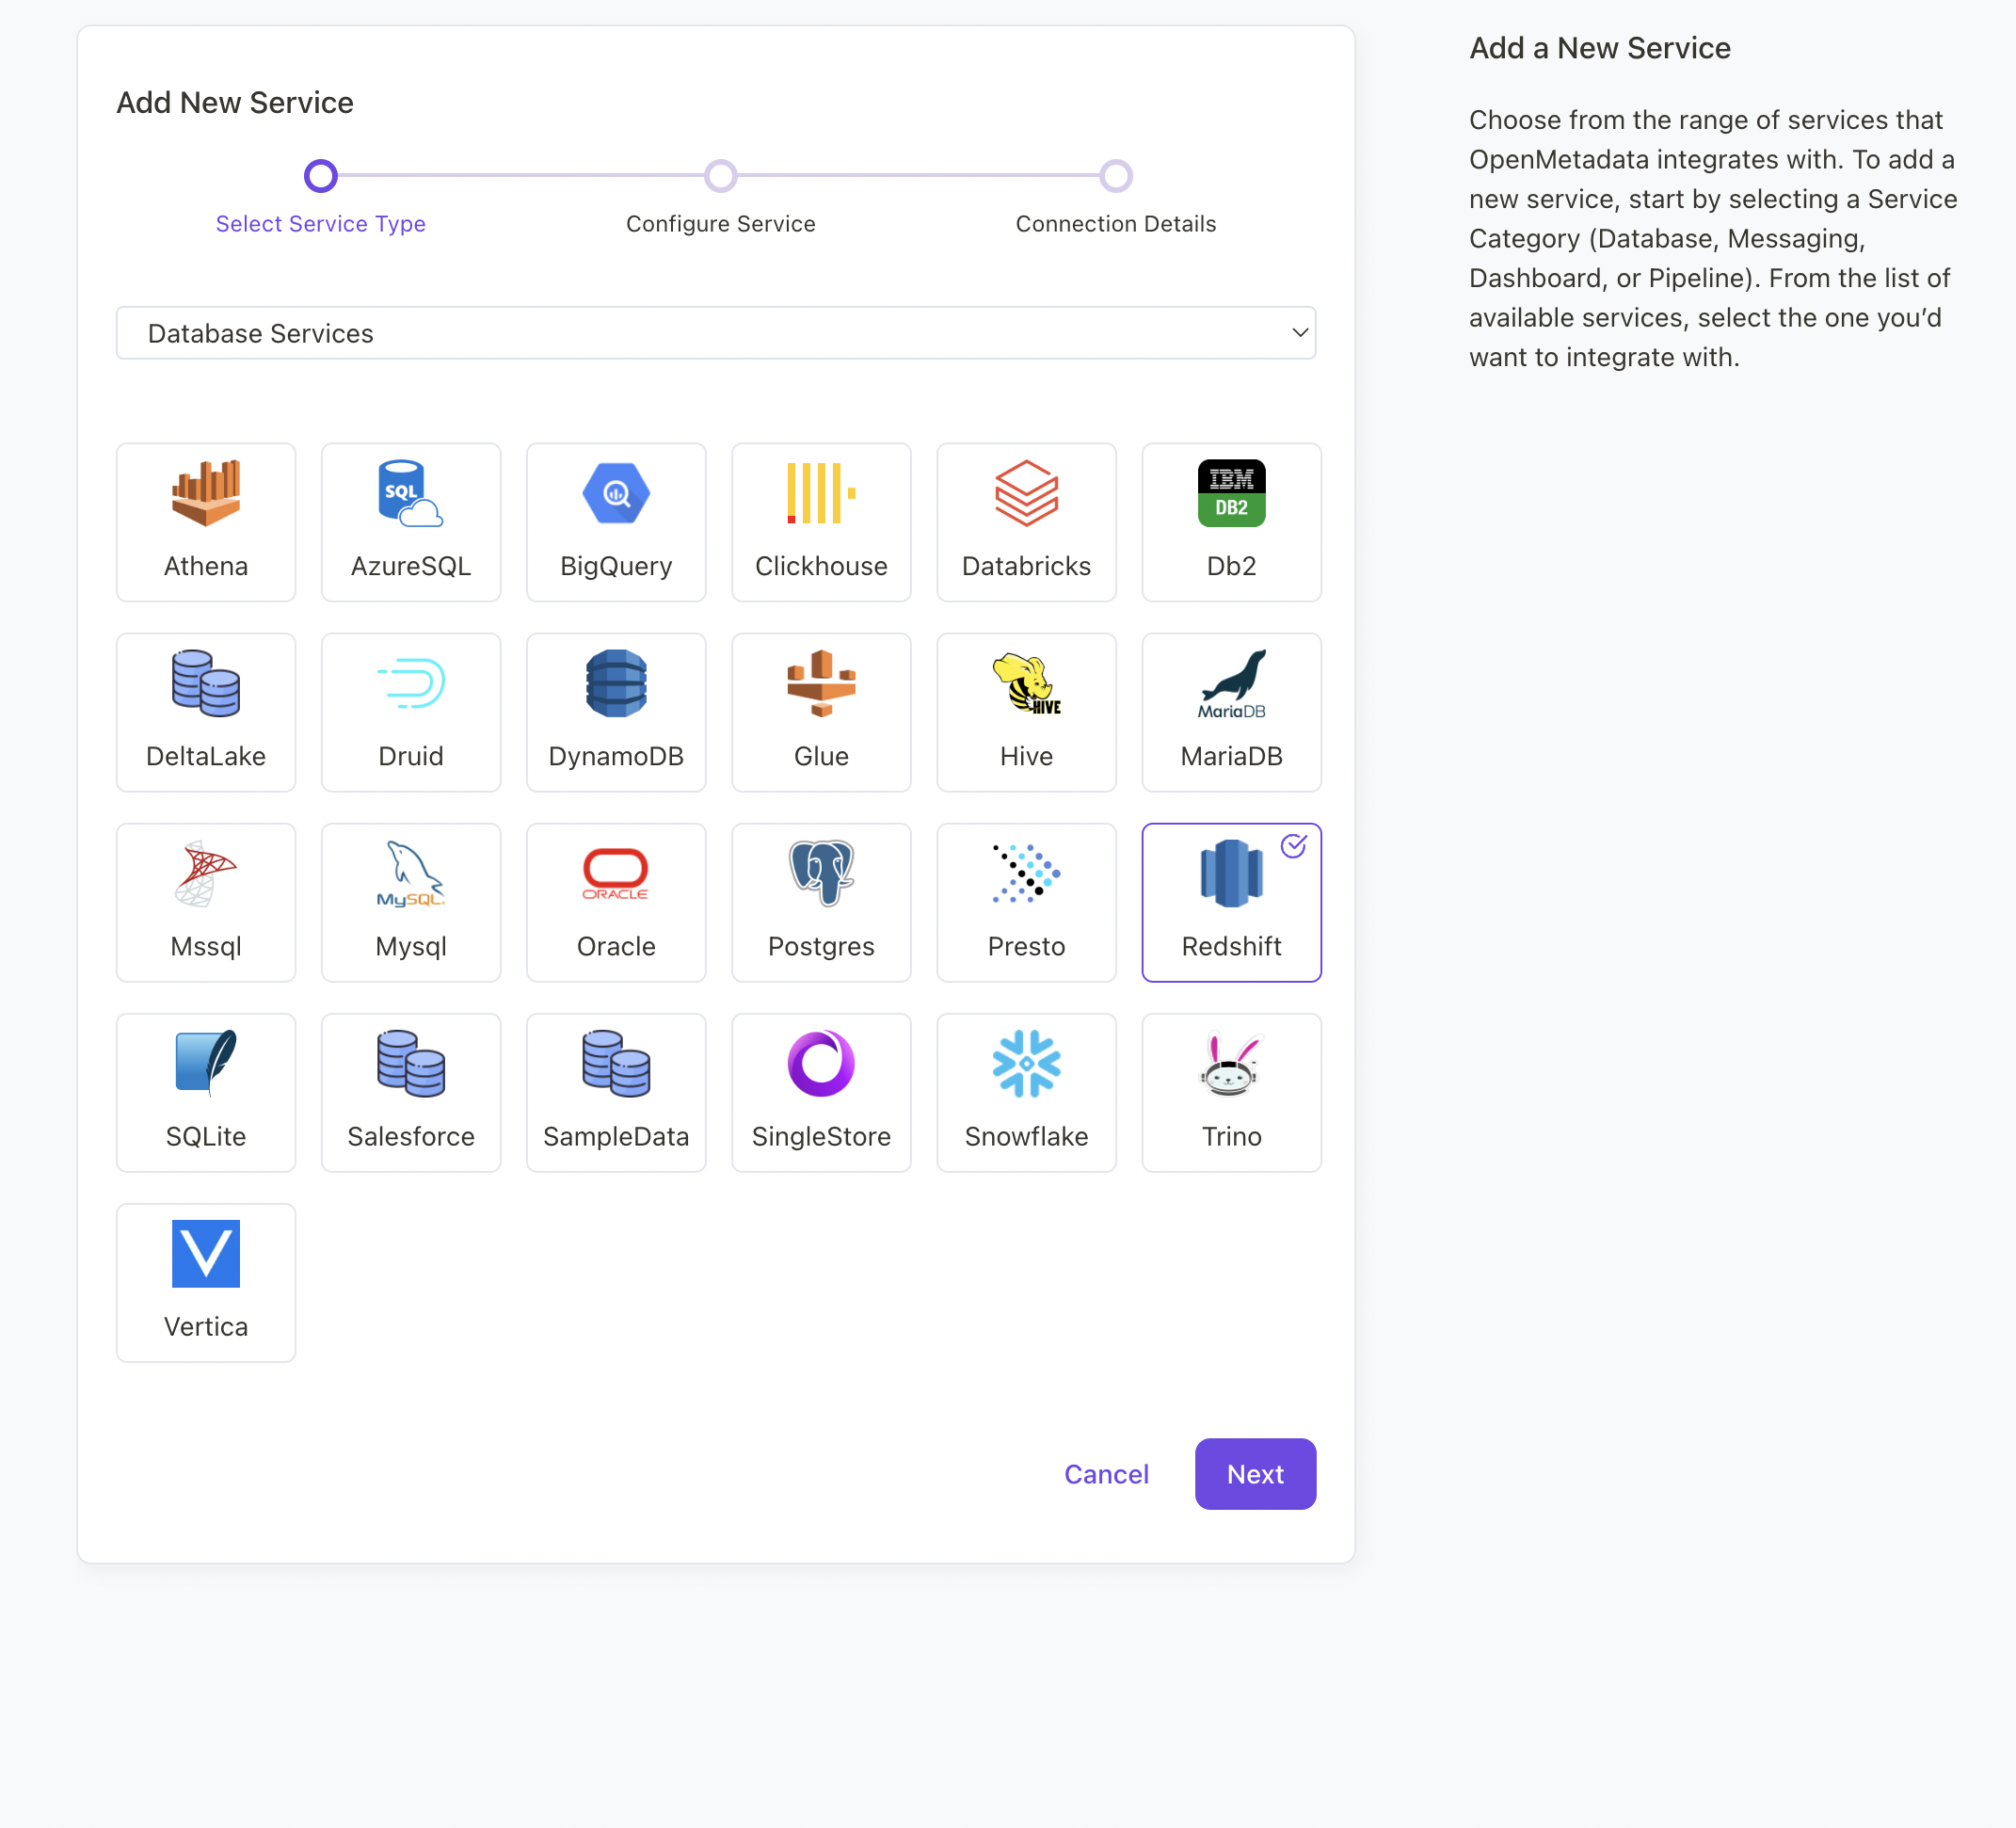 Add New Service
Select Service Type
Configure Service
Connection Details
Database Services
SQL
IBM
DB2
Athena
AzureSQL
BigQuery
Clickhouse
Databricks
Db2
HIVE
MariaDB
DeltaLake
Druid
DynamoDB
Glue
Hive
MariaDB
MySQL
ORACLE
Mssql
Mysql
Oracle
Postgres
Presto
Redshift
SQLite
Salesforce
SampleData
SingleStore
Snowflake
Trino
Vertica
Cancel
Next
Add a New Service
Choose from the range of services that
OpenMetadata integrates with. To add a
new service, start by selecting a Service
Category (Database, Messaging,
Dashboard, or Pipeline). From the list of
available services, select the one you’d
want to integrate with.